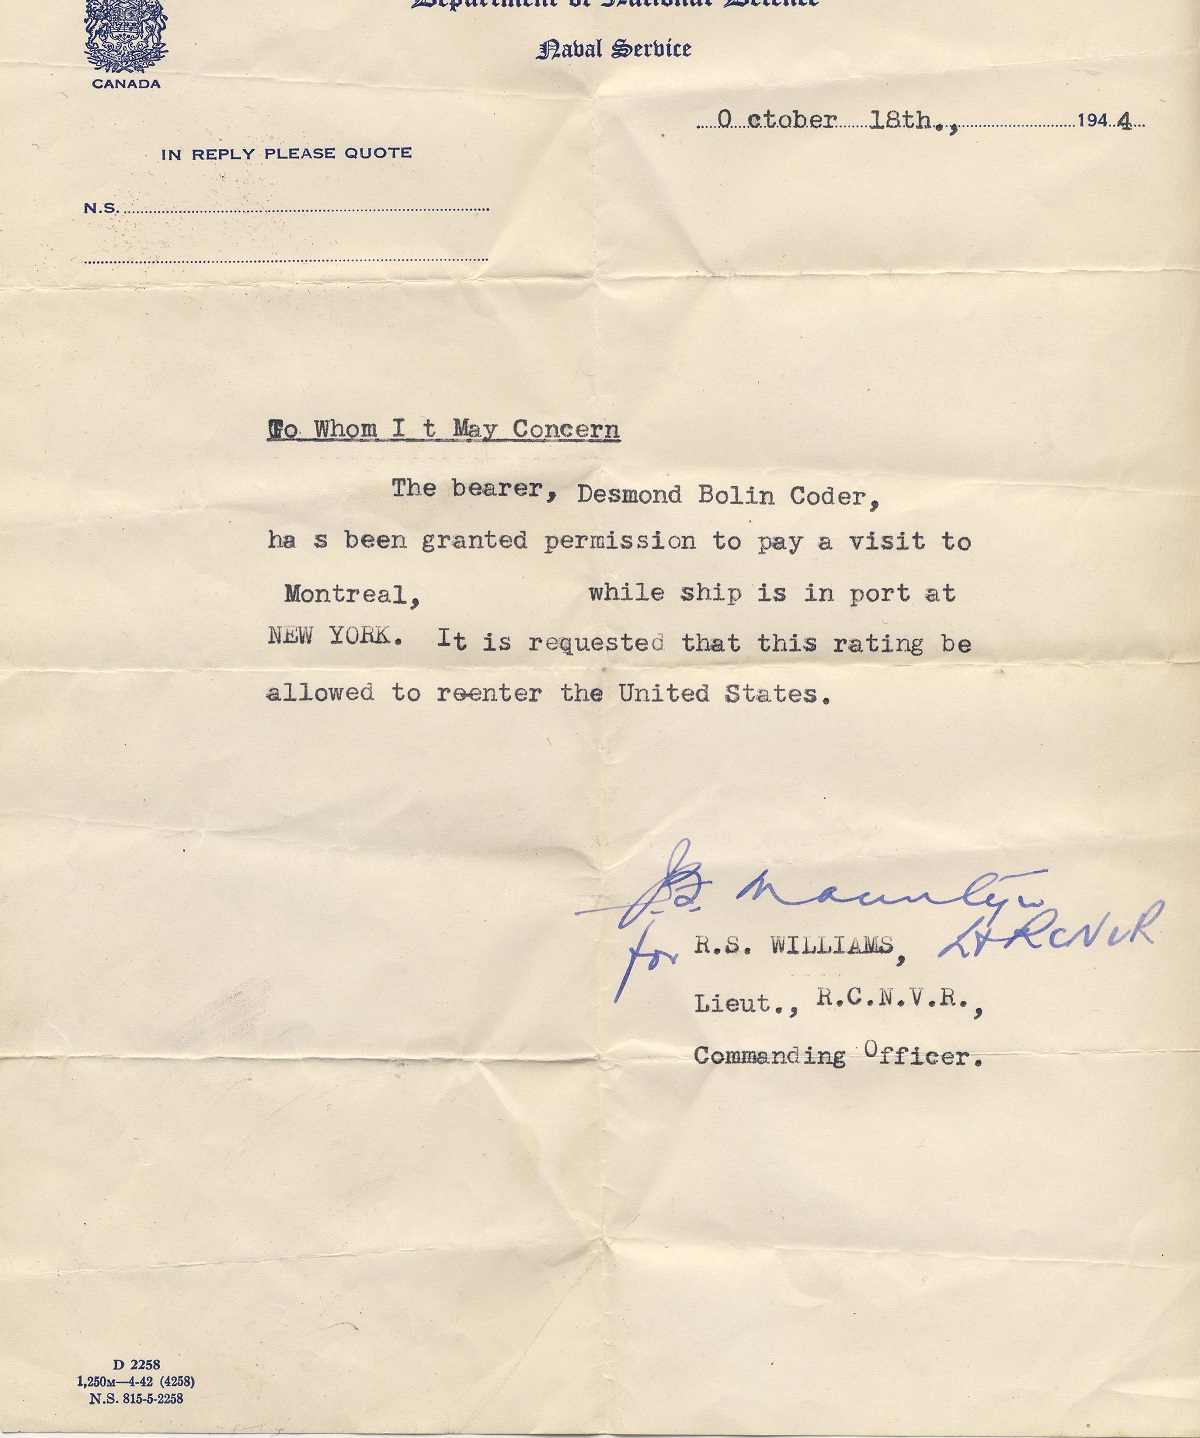 Department of National Defence
Naval Service
CANADA
O ctober 18th., 1944
IN REPLY PLEASE QUOTE
N.S.
To Whom I t May Concern
The bearer, Desmond Bolin Coder,
ha s been granted permission to pay a visit to
Montreal, while ship is in port at
NEW YORK. It is requested that this rating be
allowed to reenter the United States.
for R.S. WILLIAMS, Lt RCNVR
Lieut., R.C.N.V.R.,
Commanding Officer.
D 2258
1,250M—4-42 (4258)
N.S. 815-5-2258